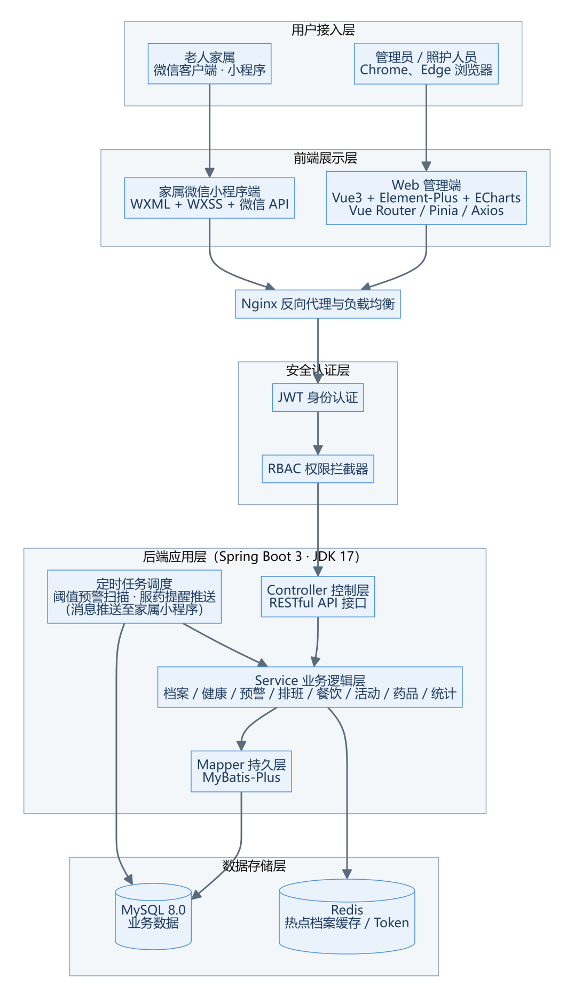 用户接入层
老人家属
微信客户端 · 小程序
管理员 / 照护人员
Chrome、Edge 浏览器
前端展示层
家属微信小程序端
WXML + WXSS + 微信 API
Web 管理端
Vue3 + Element-Plus + ECharts
Vue Router / Pinia / Axios
Nginx 反向代理与负载均衡
安全认证层
JWT 身份认证
RBAC 权限拦截器
后端应用层（Spring Boot 3 · JDK 17）
定时任务调度
阈值预警扫描 · 服药提醒推送
（消息推送至家属小程序）
Controller 控制层
RESTful API 接口
Service 业务逻辑层
档案 / 健康 / 预警 / 排班 / 餐饮 / 活动 / 药品 / 统计
Mapper 持久层
MyBatis-Plus
数据存储层
MySQL 8.0
业务数据
Redis
热点档案缓存 / Token